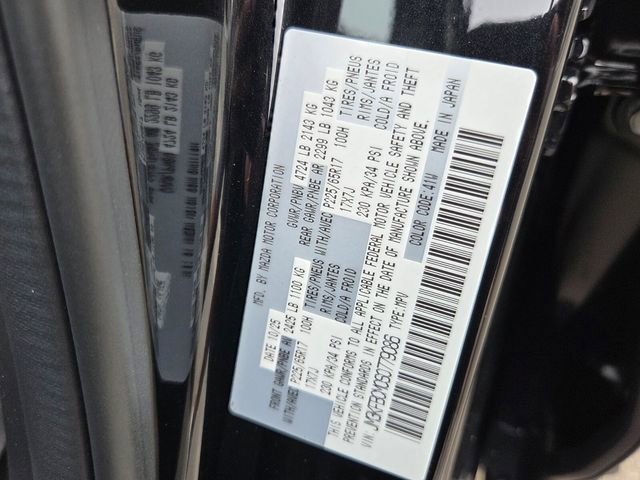 MFD. BY MAZDA MOTOR CORPORATION
DATE 10/25 GVWR/PNBV 4724 LB 2143 KG
FRONT GAWR/PNBE AV 2425 LB 1100 KG REAR GAWR/PNBE AR 2299 LB 1043 KG
WITH/AVEC P225/65R17 100H TIRES/PNEUS WITH/AVEC P225/65R17 100H TIRES/PNEUS
17X7J RIMS/JANTES 17X7J RIMS/JANTES
230 KPA/34 PSI COLD/A FROID 230 KPA/34 PSI COLD/A FROID
THIS VEHICLE CONFORMS TO ALL APPLICABLE FEDERAL MOTOR VEHICLE SAFETY AND THEFT
PREVENTION STANDARDS IN EFFECT ON THE DATE OF MANUFACTURE SHOWN ABOVE.
TYPE:MPV COLOR CODE:41W MADE IN JAPAN